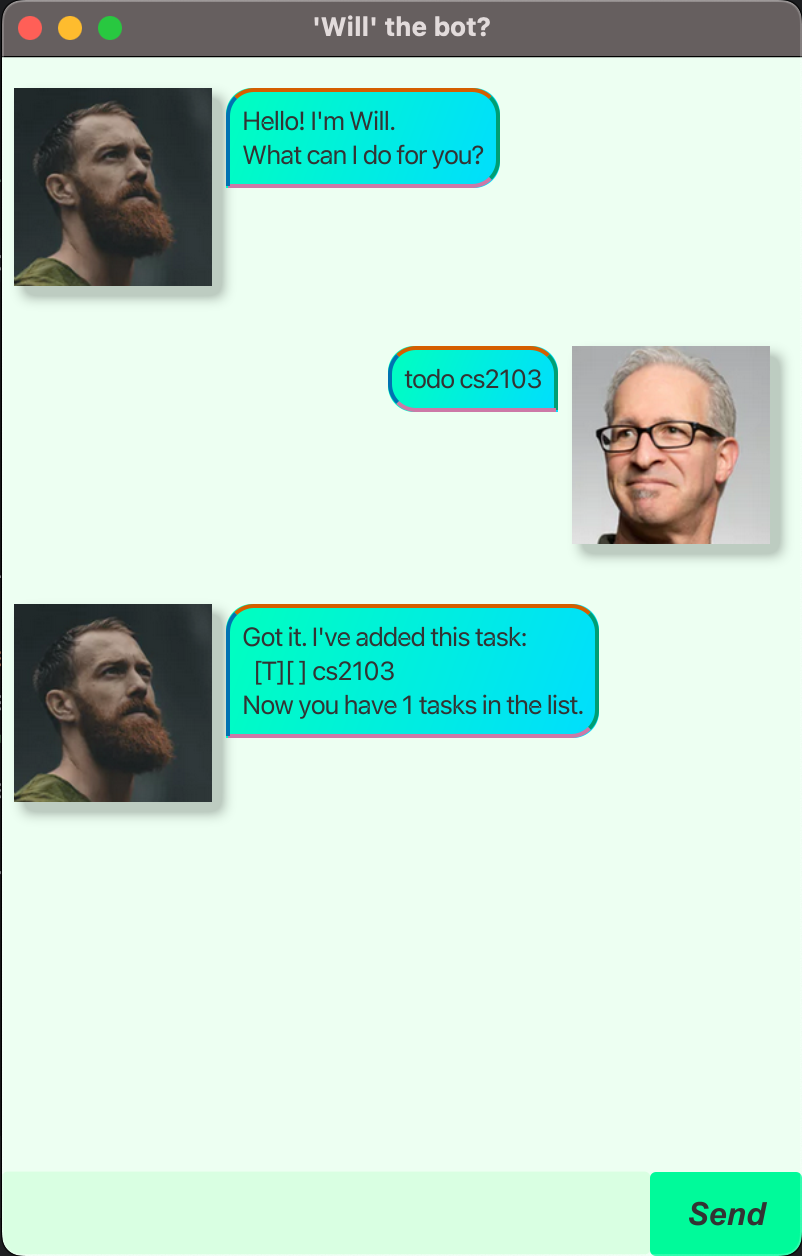 'Will' the bot?
Hello! I'm Will.
What can I do for you?
todo cs2103
Got it. I've added this task:
[T][ ] cs2103
Now you have 1 tasks in the list.
Send